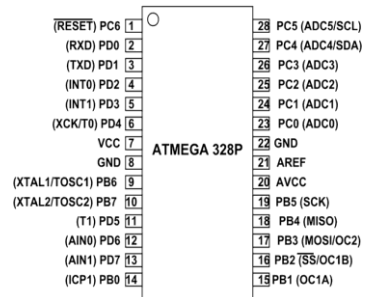 (RESET) PC6 1
(RXD) PD0 2
(TXD) PD1 3
(INT0) PD2 4
(INT1) PD3 5
(XCK/T0) PD4 6
VCC 7
GND 8
(XTAL1/TOSC1) PB6 9
(XTAL2/TOSC2) PB7 10
(T1) PD5 11
(AIN0) PD6 12
(AIN1) PD7 13
(ICP1) PB0 14
ATMEGA 328P
28 PC5 (ADC5/SCL)
27 PC4 (ADC4/SDA)
26 PC3 (ADC3)
25 PC2 (ADC2)
24 PC1 (ADC1)
23 PC0 (ADC0)
22 GND
21 AREF
20 AVCC
19 PB5 (SCK)
18 PB4 (MISO)
17 PB3 (MOSI/OC2)
16 PB2 (SS/OC1B)
15 PB1 (OC1A)